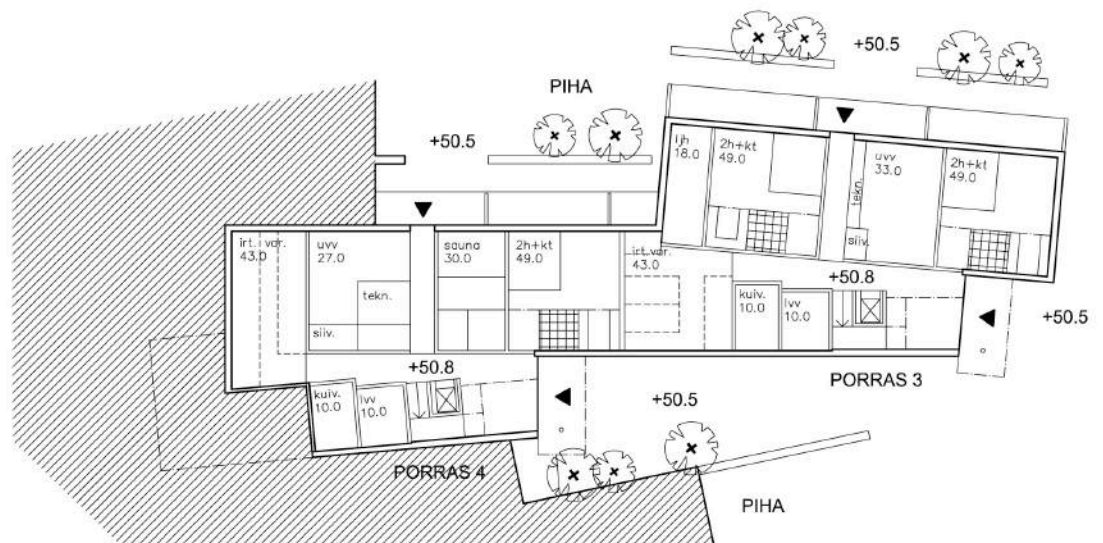 +50.5
PIHA
+50.5
ljh
18.0
2h+kt
49.0
tekn.
uvv
33.0
2h+kt
49.0
siiv.
irt. var.
43.0
uvv
27.0
tekn.
siiv.
sauna
30.0
2h+kt
49.0
irt.var.
43.0
+50.8
kuiv.
10.0
lvv
10.0
+50.5
+50.8
PORRAS 3
kuiv.
10.0
lvv
10.0
+50.5
PORRAS 4
PIHA